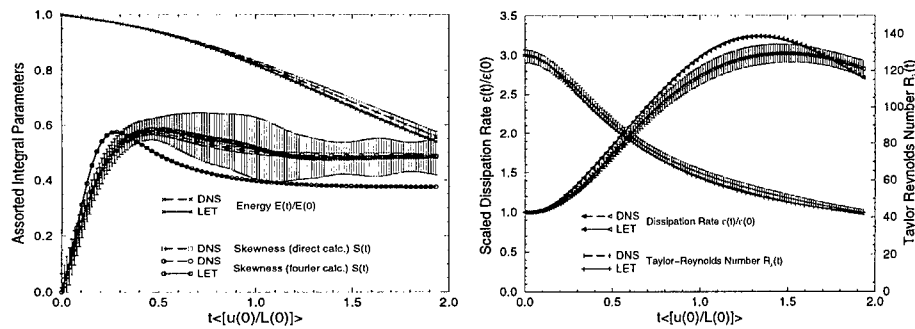 Assorted Integral Parameters
1.0
0.8
0.6
0.4
0.2
0.0
DNS
LET
Energy E(t)/E(0)
DNS
Skewness (direct calc.) S(t)
DNS
LET
Skewness (fourier calc.) S(t)
0.0 0.5 1.0 1.5 2.0
t<[u(0)/L(0)]>
Scaled Dissipation Rate ε(t)/ε(0)
3.5
3.0
2.5
2.0
1.5
1.0
0.5
0.0
DNS
LET
Dissipation Rate ε(t)/ε(0)
DNS
LET
Taylor-Reynolds Number Rλ(t)
0.0 0.5 1.0 1.5 2.0
t<[u(0)/L(0)]>
140
120
100
80
60
40
20
0
Taylor Reynolds Number Rλ(t)